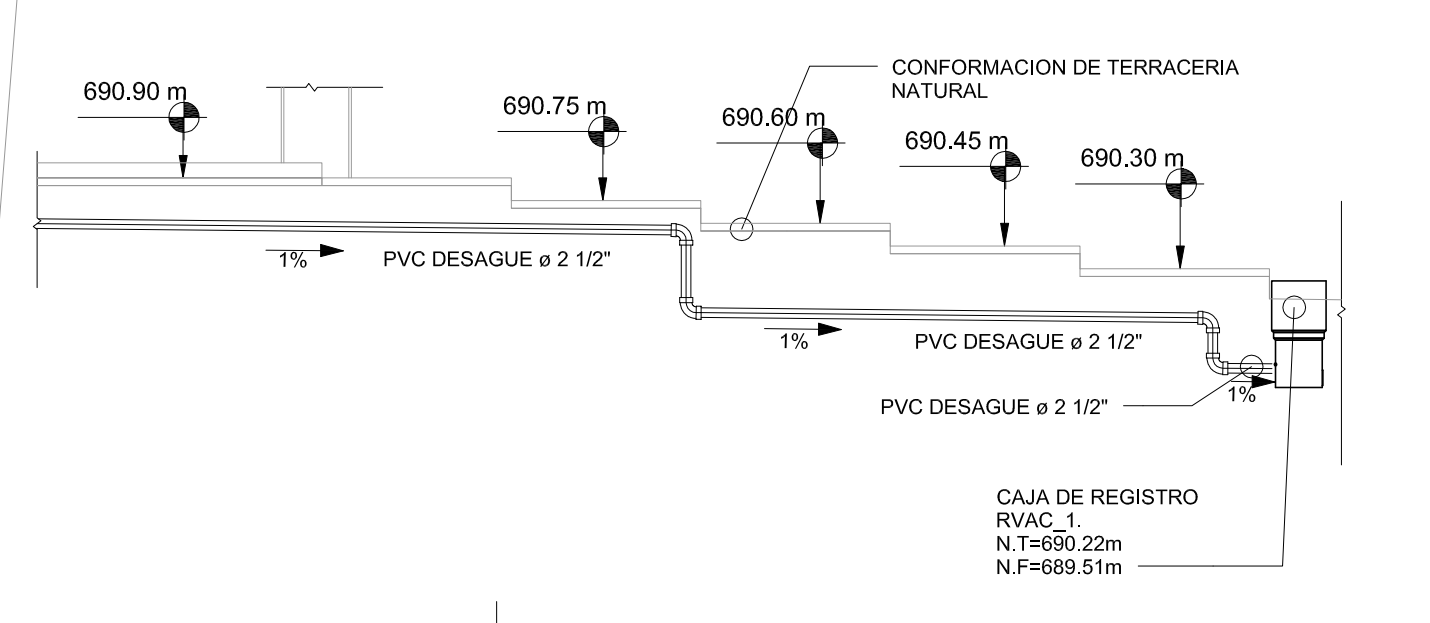 CONFORMACION DE TERRACERIA
NATURAL
690.90 m
690.75 m
690.60 m
690.45 m
690.30 m
1%
PVC DESAGUE ø 2 1/2"
1%
PVC DESAGUE ø 2 1/2"
1%
PVC DESAGUE ø 2 1/2"
CAJA DE REGISTRO
RVAC_1.
N.T=690.22m
N.F=689.51m